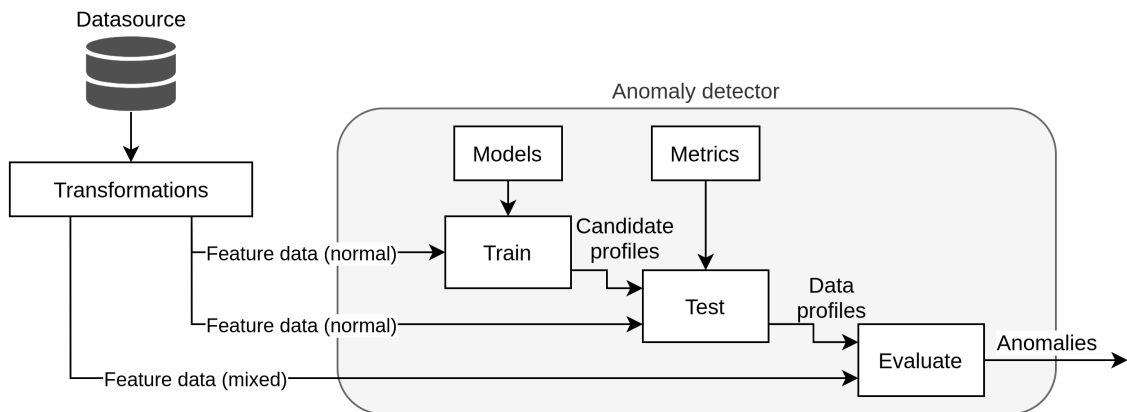 Datasource
Anomaly detector
Models
Metrics
Transformations
Candidate
profiles
Feature data (normal)
Train
Data
profiles
Test
Feature data (normal)
Anomalies
Evaluate
Feature data (mixed)